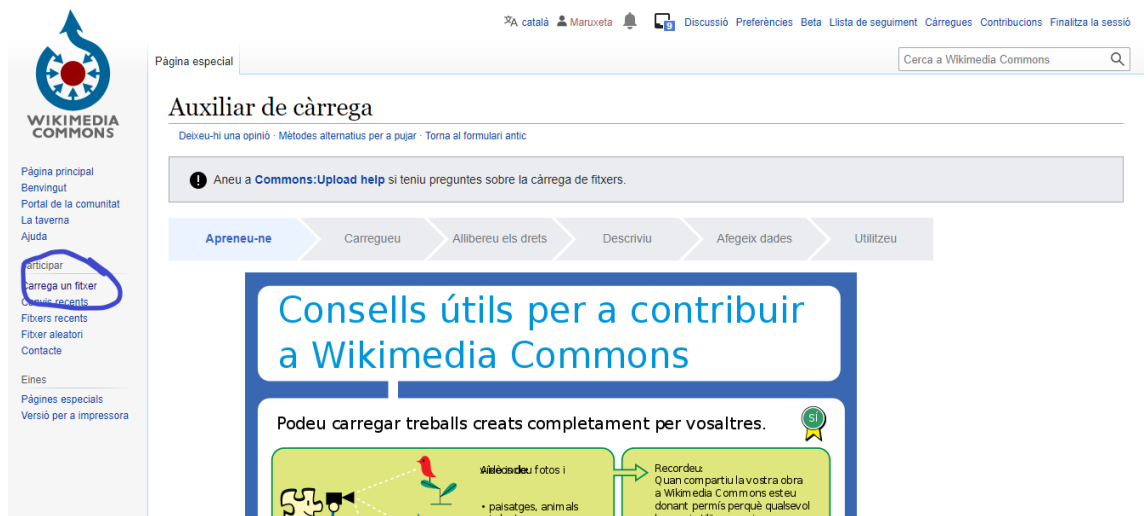 català Maruxeta 9 Discussió Preferències Beta Llista de seguiment Càrregues Contribucions Finalitza la sessió
Pàgina especial
Cerca a Wikimedia Commons
WIKIMEDIA
COMMONS
Auxiliar de càrrega
Deixeu-hi una opinió · Mètodes alternatius per a pujar · Torna al formulari antic
Aneu a Commons:Upload help si teniu preguntes sobre la càrrega de fitxers.
Pàgina principal
Benvingut
Portal de la comunitat
La taverna
Ajuda
Participar
Carrega un fitxer
Canvis recents
Fitxers recents
Fitxer aleatori
Contacte
Eines
Pàgines especials
Versió per a impressora
Apreneu-ne Carregueu Allibereu els drets Descriviu Afegeix dades Utilitzeu
Consells útils per a contribuir
a Wikimedia Commons
Podeu carregar treballs creats completament per vosaltres.
SÍ
fotos i
• paisatges, animals
Recordeu:
Quan compartiu la vostra obra
a Wikimedia Commons esteu
donant permís perquè qualsevol